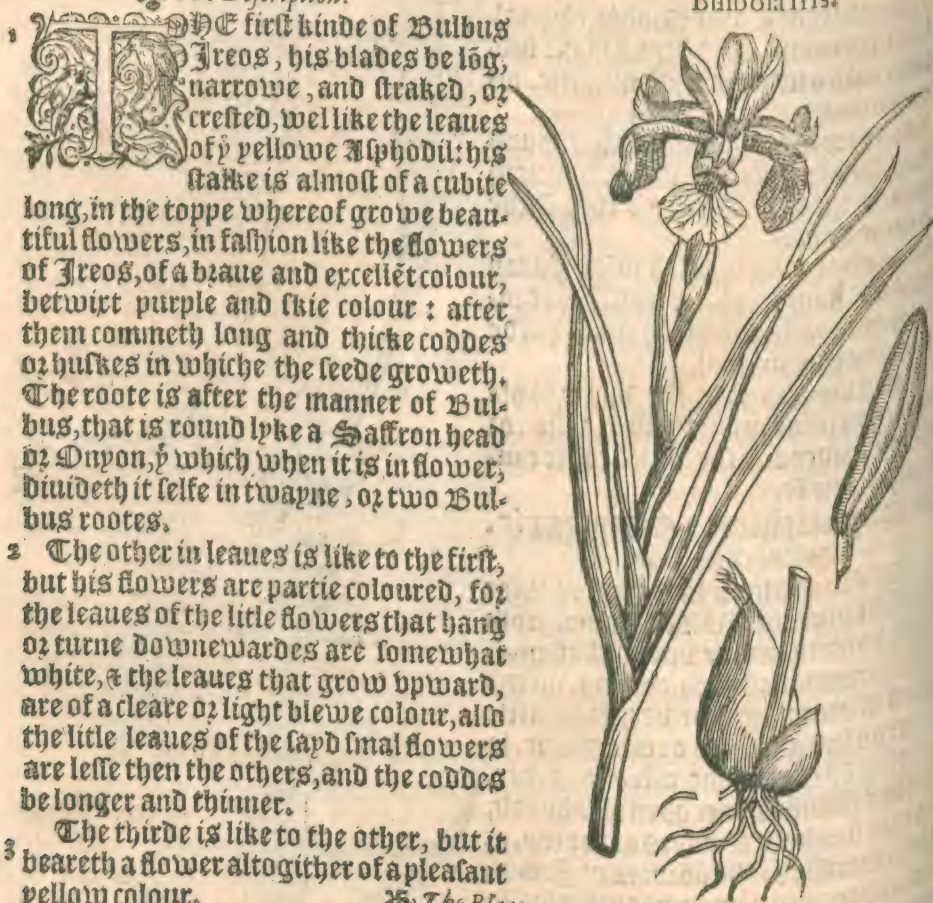 Description.
Bulbosa Iris.
1 THE first kinde of Bulbus
Jreos, his blades be lõg,
narrowe, and straked, or
crested, wel like the leaues
of yͤ yellowe Asphodil: his
stalke is almost of a cubite
long, in the toppe whereof growe beau-
tiful flowers, in fashion like the flowers
of Jreos, of a braue and excellẽt colour,
betwixt purple and skie colour: after
them commeth long and thicke coddes
or huskes in whiche the seede groweth.
The roote is after the manner of Bul-
bus, that is round lyke a Saffron head
or Onyon, yͤ which when it is in flower,
diuideth it selfe in twayne, or two Bul-
bus rootes.
2 The other in leaues is like to the first,
but his flowers are partie coloured, for
the leaues of the litle flowers that hang
or turne downewardes are somewhat
white, & the leaues that grow vpward,
are of a cleare or light blewe colour, also
the litle leaues of the sayd smal flowers
are lesse then the others, and the coddes
be longer and thinner.
3 The thirde is like to the other, but it
beareth a flower altogither of a pleasant
yellow colour.
The